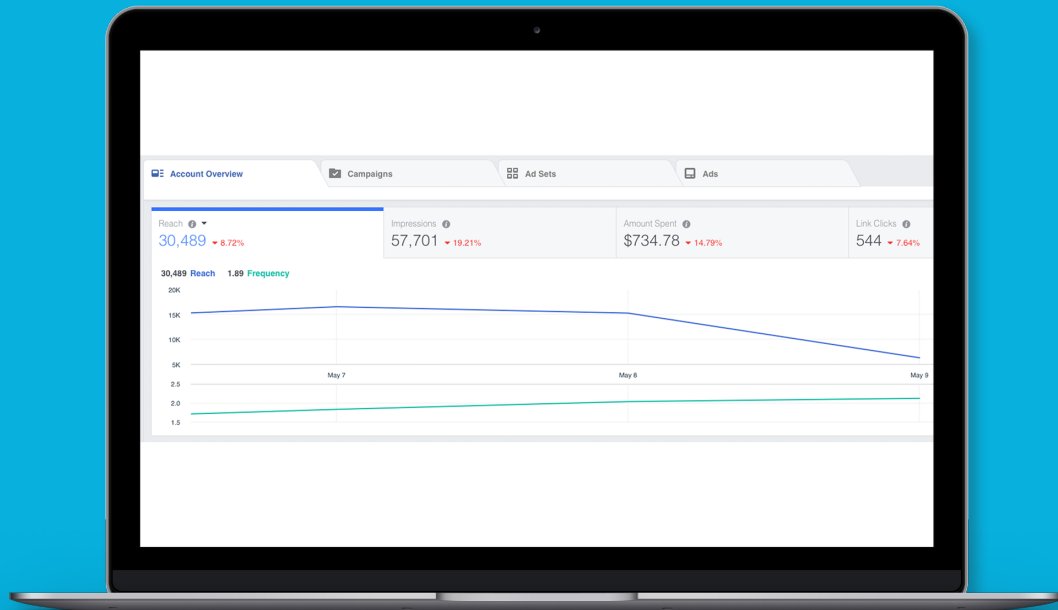 Account Overview Campaigns Ad Sets Ads
Reach Impressions Amount Spent Link Clicks
30,489 8.72% 57,701 19.21% $734.78 14.79% 544 7.64%
30,489 Reach 1.89 Frequency
20K
15K
10K
5K
May 7 May 8 May 9
2.5
2.0
1.5